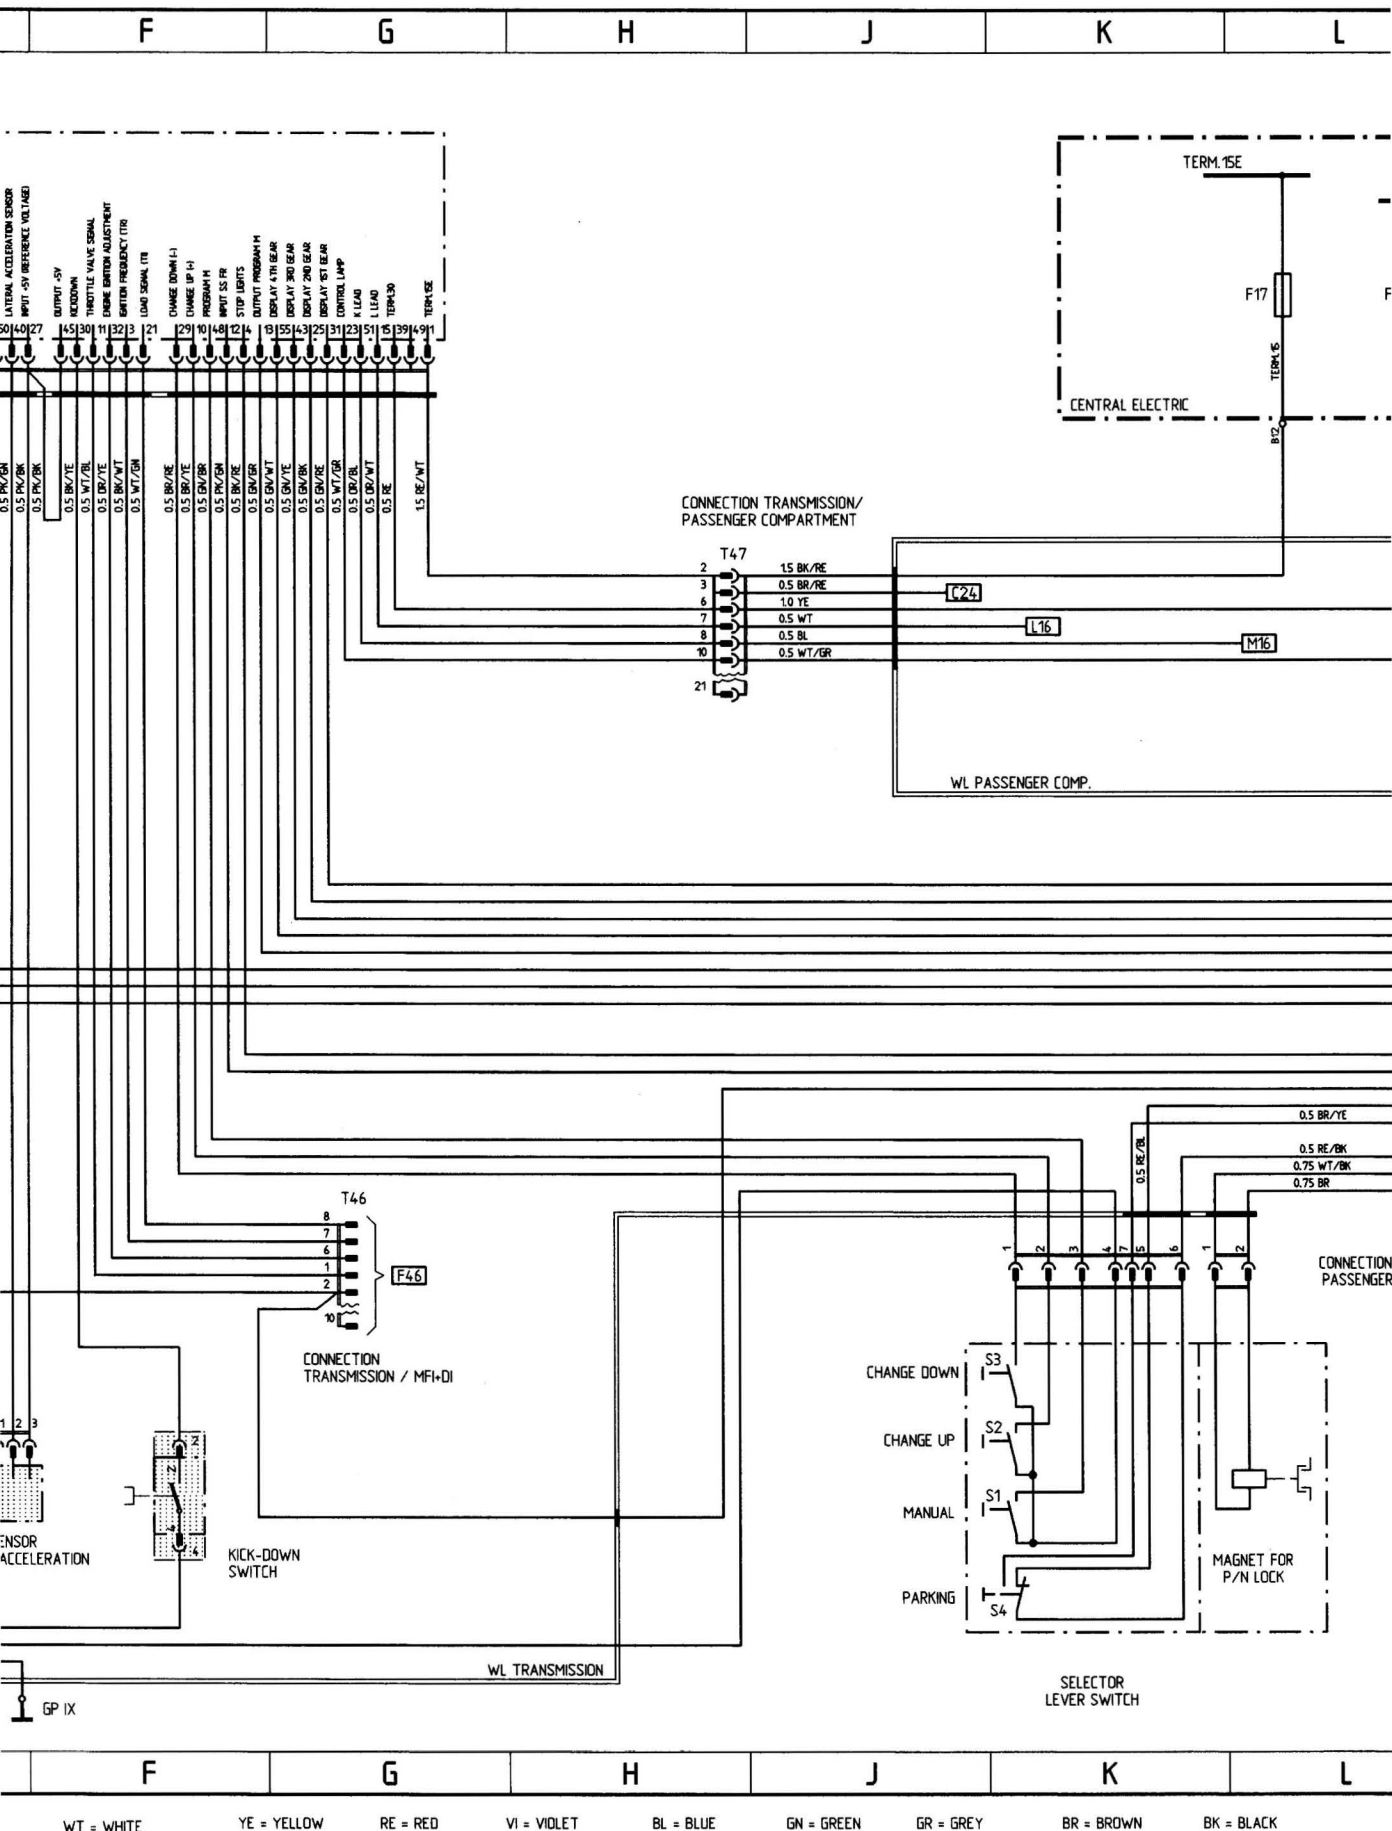 F G H J K L
TERM. 15E
F17
F
TERM.15
CENTRAL ELECTRIC
B12
LATERAL ACCELERATION SENSOR
INPUT +5V (REFERENCE VOLTAGE)
OUTPUT +5V
KICKDOWN
THROTTLE VALVE SIGNAL
ENGINE IGNITION ADJUSTMENT
IGNITION FREQUENCY (TR)
LOAD SIGNAL (TI)
CHANGE DOWN (-)
CHANGE UP (+)
PROGRAM M
INPUT SS FR
STOP LIGHTS
OUTPUT PROGRAM M
DISPLAY 4TH GEAR
DISPLAY 3RD GEAR
DISPLAY 2ND GEAR
DISPLAY 1ST GEAR
CONTROL LAMP
K LEAD
L LEAD
TERM.30
TERM.15E
50 40 27 45 30 11 32 3 21 29 10 48 12 4 13 55 43 25 31 23 51 15 39 49 1
0.5 PK/GN
0.5 PK/BK
0.5 PK/BK
0.5 BK/YE
0.5 WT/BL
0.5 OR/YE
0.5 BK/WT
0.5 WT/GN
0.5 BR/RE
0.5 BR/YE
0.5 GN/BR
0.5 PK/GN
0.5 BK/RE
0.5 GN/GR
0.5 GN/WT
0.5 GN/YE
0.5 GN/BK
0.5 GN/RE
0.5 WT/GR
0.5 OR/BL
0.5 OR/WT
0.5 RE
1.5 RE/WT
CONNECTION TRANSMISSION/
PASSENGER COMPARTMENT
T47
2 1.5 BK/RE
3 0.5 BR/RE C24
6 1.0 YE
7 0.5 WT L16
8 0.5 BL M16
10 0.5 WT/GR
21
WL PASSENGER COMP.
0.5 BR/YE
0.5 RE/BL
0.5 RE/BK
0.75 WT/BK
0.75 BR
T46
8
7
6
1
2
10
F46
CONNECTION
TRANSMISSION / MFI+DI
1 2 3 4 7 5 6 1 2
CONNECTION
PASSENGER
S3
CHANGE DOWN
S2
CHANGE UP
S1
MANUAL
PARKING
S4
MAGNET FOR
P/N LOCK
1 2 3
ENSOR
ACCELERATION
2
2
4
4
KICK-DOWN
SWITCH
WL TRANSMISSION
SELECTOR
LEVER SWITCH
GP IX
F G H J K L
WT = WHITE YE = YELLOW RE = RED VI = VIOLET BL = BLUE GN = GREEN GR = GREY BR = BROWN BK = BLACK